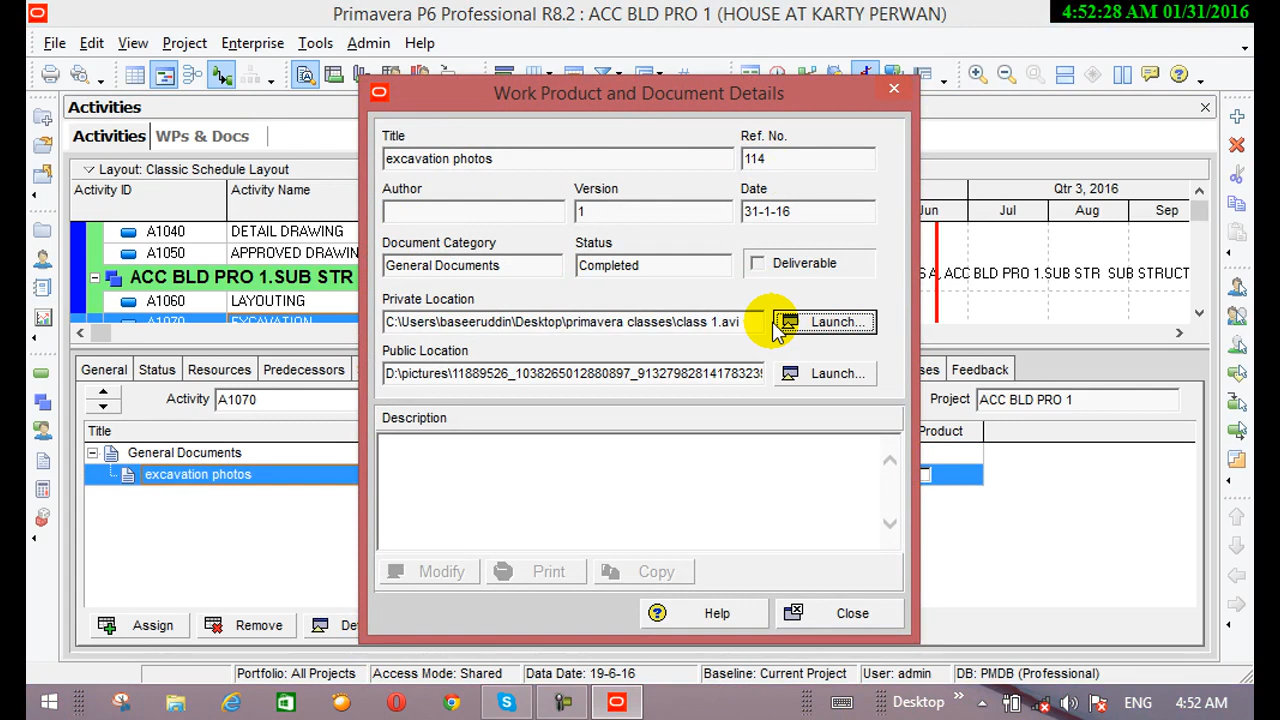 Primavera P6 Professional R8.2 : ACC BLD PRO 1 (HOUSE AT KARTY PERWAN)
4:52:28 AM 01/31/2016
File Edit View Project Enterprise Tools Admin Help
Activities
Activities WPs & Docs
Layout: Classic Schedule Layout
Activity ID Activity Name
Qtr 3, 2016
Jun Jul Aug Sep
A1040 DETAIL DRAWING
A1050 APPROVED DRAWING
ACC BLD PRO 1.SUB STR
ACC BLD PRO 1.SUB STR SUB STRUCT
A1060 LAYOUTING
A1070 EXCAVATION
Work Product and Document Details
Title Ref. No.
excavation photos 114
Author Version Date
1 31-1-16
Document Category Status
General Documents Completed Deliverable
Private Location
C:\Users\baseeruddin\Desktop\primavera classes\class 1.avi Launch...
Public Location
D:\pictures\11889526_1038265012880897_913279828141783239 Launch...
Description
Modify Print Copy
Help Close
General Status Resources Predecessors Feedback
Activity A1070 Project ACC BLD PRO 1
Title Product
General Documents
excavation photos
Assign Remove
Portfolio: All Projects Access Mode: Shared Data Date: 19-6-16 Baseline: Current Project User: admin DB: PMDB (Professional)
Desktop ENG 4:52 AM